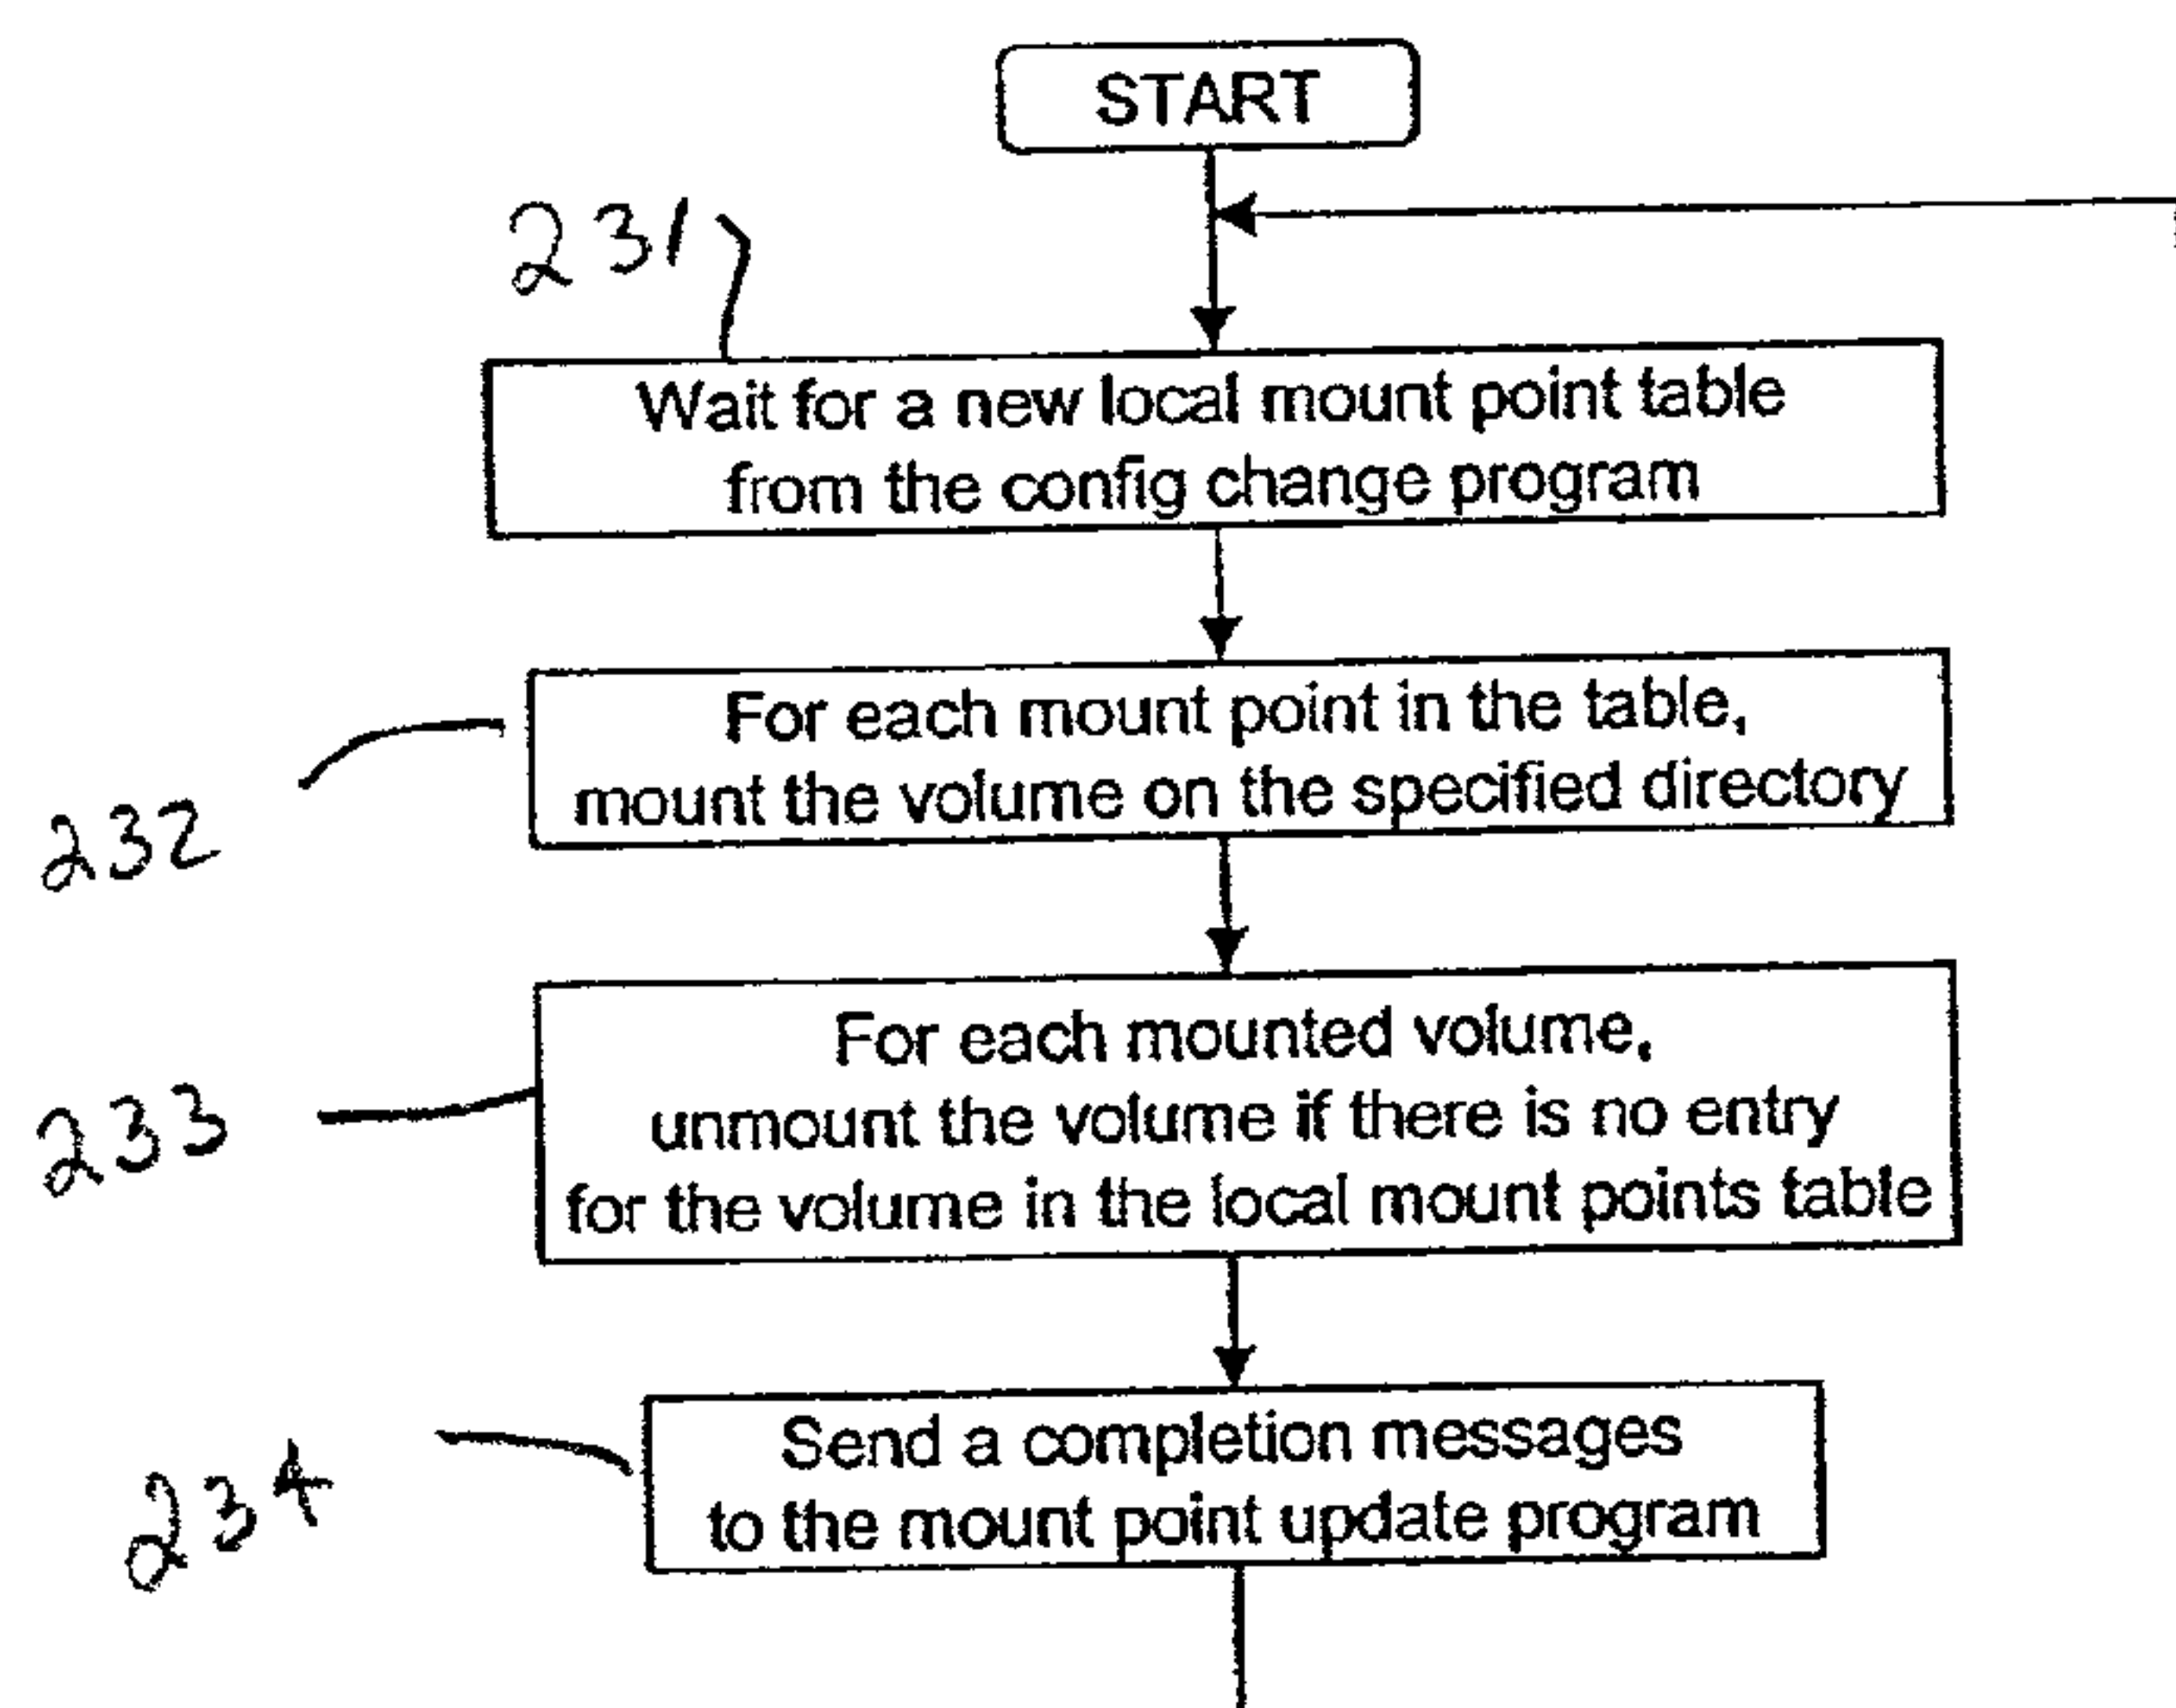 START
231
Wait for a new local mount point table
from the config change program
232
For each mount point in the table,
mount the volume on the specified directory
233
For each mounted volume,
unmount the volume if there is no entry
for the volume in the local mount points table
234
Send a completion messages
to the mount point update program